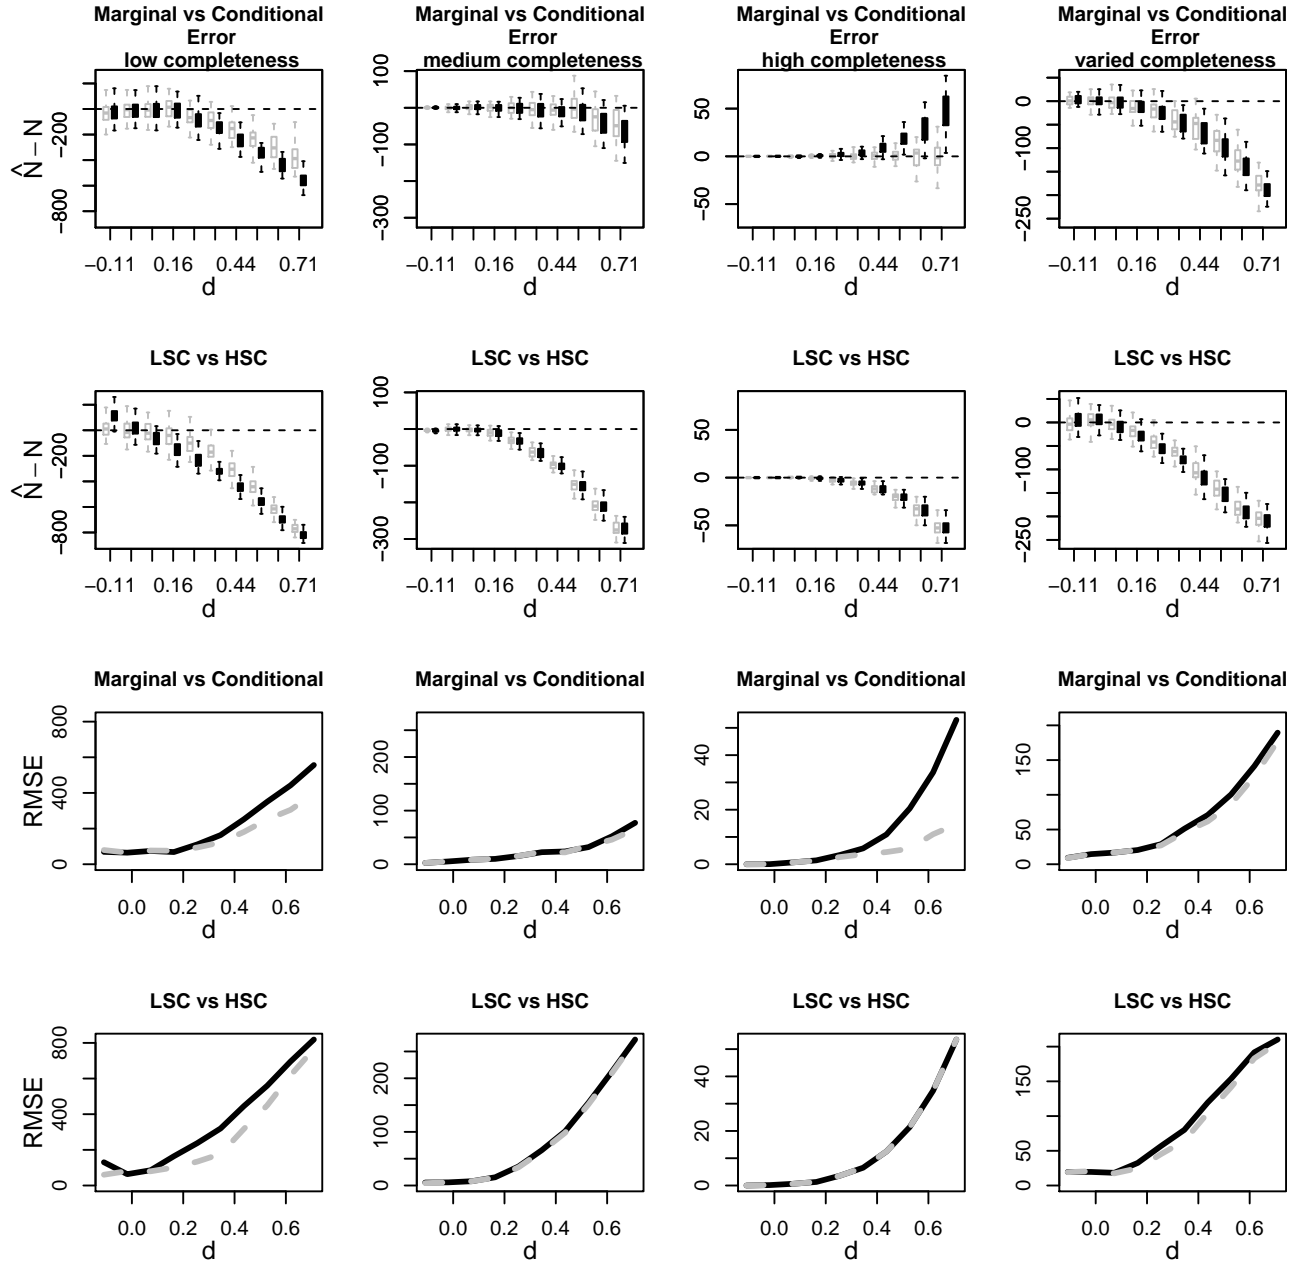 Marginal vs Conditional
Error
low completeness
Marginal vs Conditional
Error
medium completeness
Marginal vs Conditional
Error
high completeness
Marginal vs Conditional
Error
varied completeness
N̂ − N
−800 −200
−0.11 0.16 0.44 0.71
d
−300 −100 100
−0.11 0.16 0.44 0.71
d
−50 0 50
−0.11 0.16 0.44 0.71
d
−250 −100 0
−0.11 0.16 0.44 0.71
d
LSC vs HSC
LSC vs HSC
LSC vs HSC
LSC vs HSC
N̂ − N
−800 −200
−0.11 0.16 0.44 0.71
d
−300 −100 100
−0.11 0.16 0.44 0.71
d
−50 0 50
−0.11 0.16 0.44 0.71
d
−250 −100 0
−0.11 0.16 0.44 0.71
d
Marginal vs Conditional
Marginal vs Conditional
Marginal vs Conditional
Marginal vs Conditional
RMSE
0 400 800
0.0 0.2 0.4 0.6
d
0 100 200
0.0 0.2 0.4 0.6
d
0 20 40
0.0 0.2 0.4 0.6
d
0 50 150
0.0 0.2 0.4 0.6
d
LSC vs HSC
LSC vs HSC
LSC vs HSC
LSC vs HSC
RMSE
0 400 800
0.0 0.2 0.4 0.6
d
0 100 200
0.0 0.2 0.4 0.6
d
0 20 40
0.0 0.2 0.4 0.6
d
0 50 150
0.0 0.2 0.4 0.6
d